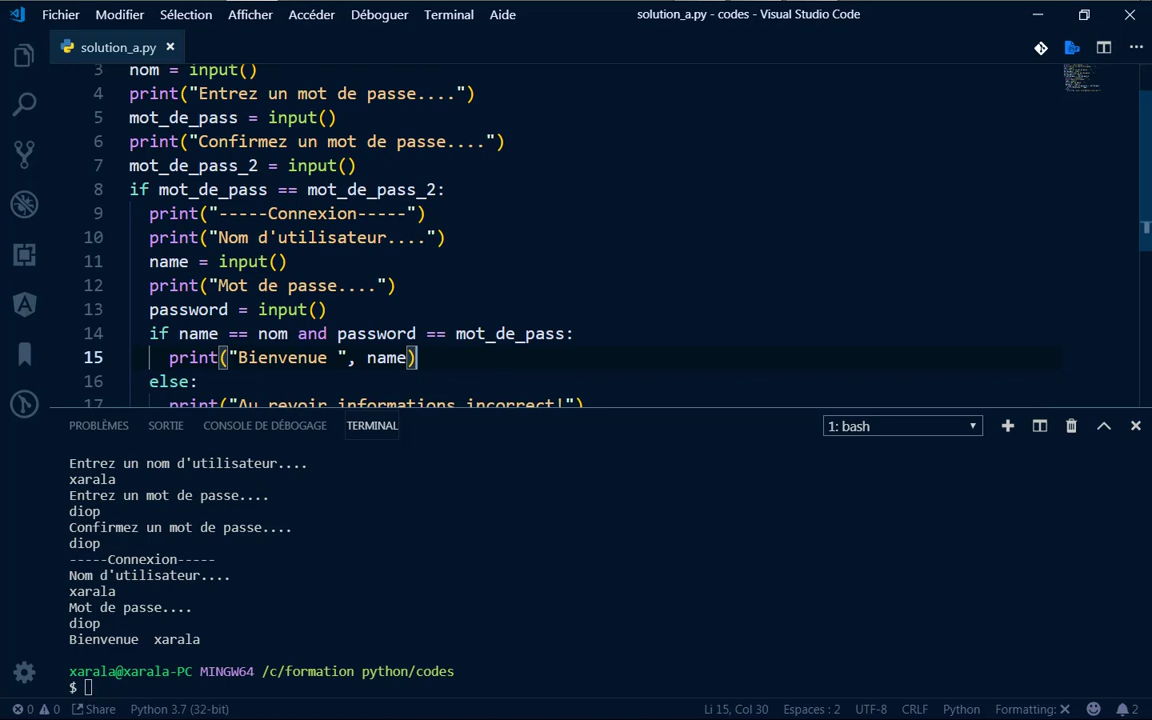 Fichier Modifier Sélection Afficher Accéder Déboguer Terminal Aide solution_a.py - codes - Visual Studio Code
solution_a.py
3 nom = input()
4 print("Entrez un mot de passe....")
5 mot_de_pass = input()
6 print("Confirmez un mot de passe....")
7 mot_de_pass_2 = input()
8 if mot_de_pass == mot_de_pass_2:
9 print("-----Connexion-----")
10 print("Nom d'utilisateur....")
11 name = input()
12 print("Mot de passe....")
13 password = input()
14 if name == nom and password == mot_de_pass:
15 print("Bienvenue ", name)
16 else:
17 print("Au revoir informations incorrect!")
PROBLÈMES SORTIE CONSOLE DE DÉBOGAGE TERMINAL 1: bash
Entrez un nom d'utilisateur....
xarala
Entrez un mot de passe....
diop
Confirmez un mot de passe....
diop
-----Connexion-----
Nom d'utilisateur....
xarala
Mot de passe....
diop
Bienvenue  xarala
xarala@xarala-PC MINGW64 /c/formation python/codes
$
0 0 Share Python 3.7 (32-bit) Li 15, Col 30 Espaces : 2 UTF-8 CRLF Python Formatting: 2